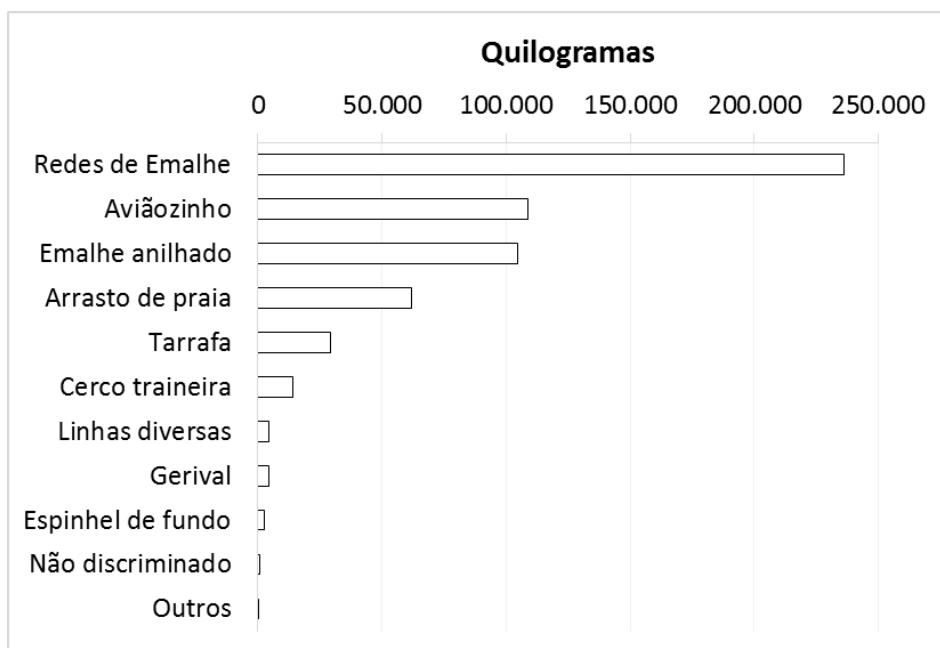 Quilogramas
0 50.000 100.000 150.000 200.000 250.000
Redes de Emalhe
Aviãozinho
Emalhe anilhado
Arrasto de praia
Tarrafa
Cerco traineira
Linhas diversas
Gerival
Espinhel de fundo
Não discriminado
Outros